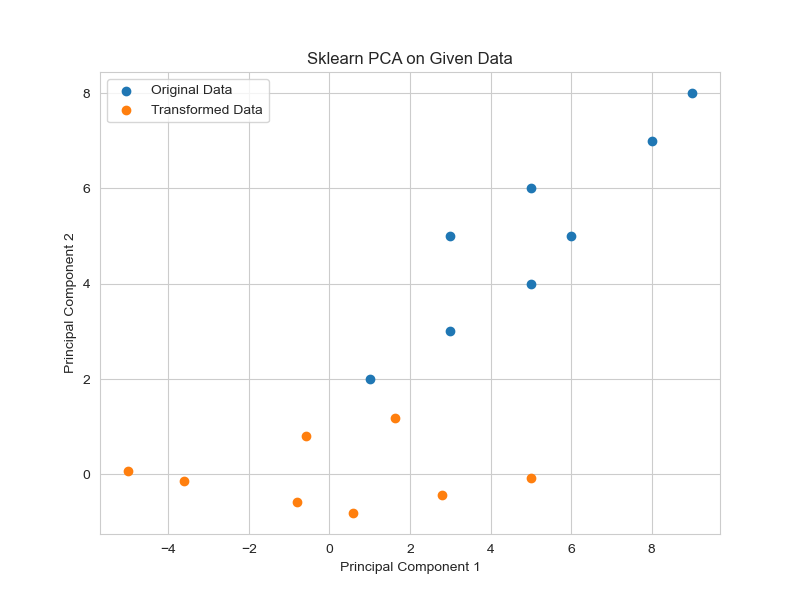 Sklearn PCA on Given Data
Original Data
Transformed Data
8
6
4
2
0
Principal Component 2
−4
−2
0
2
4
6
8
Principal Component 1